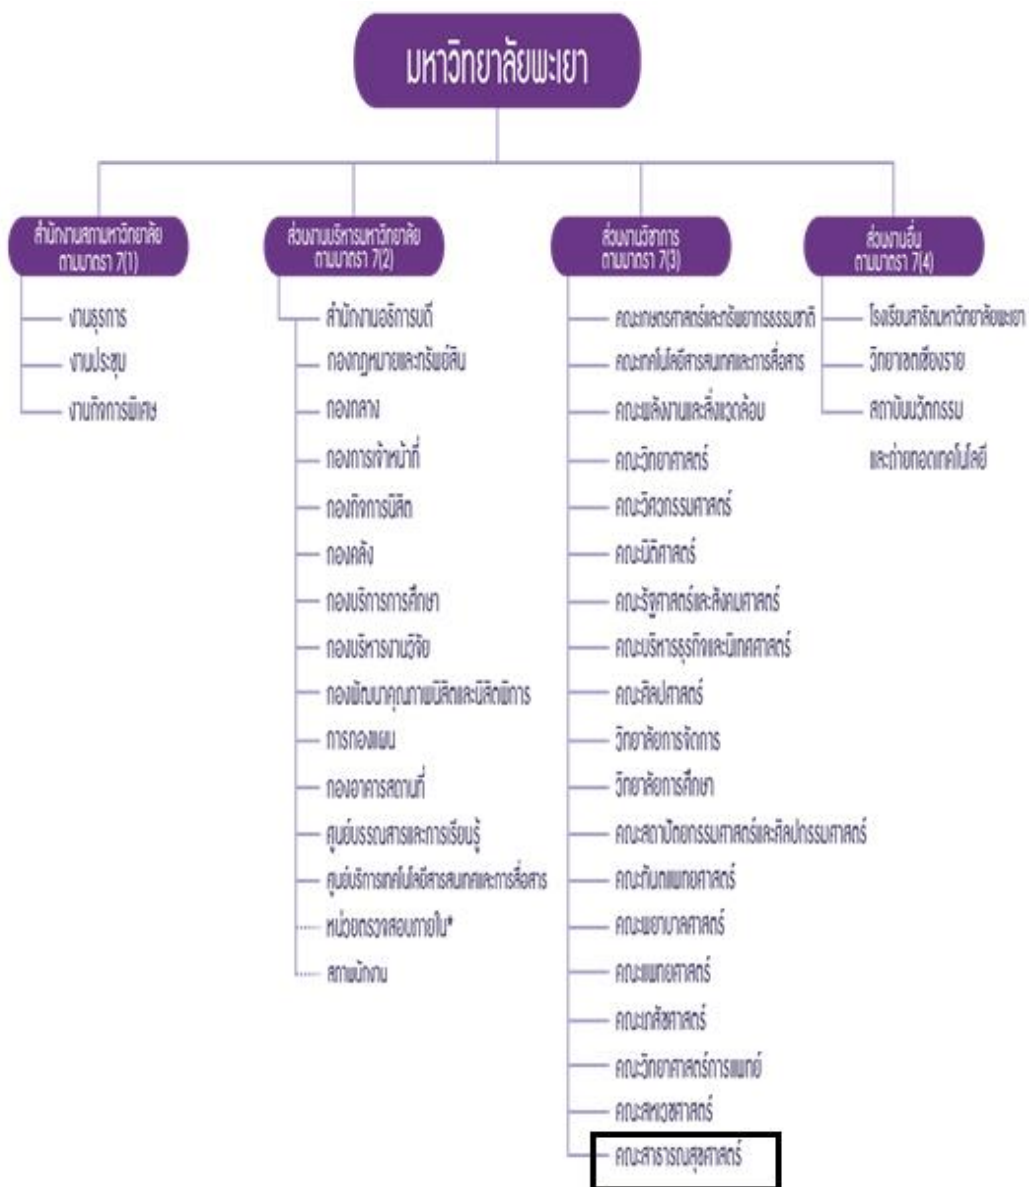 มหาวิทยาลัยพะเยา
สำนักงานสภามหาวิทยาลัย
ตามมาตรา 7(1)
งานธุรการ
งานประชุม
งานกิจการพิเศษ
ส่วนงานบริหารมหาวิทยาลัย
ตามมาตรา 7(2)
สำนักงานอธิการบดี
กองกฎหมายและทรัพย์สิน
กองกลาง
กองการเจ้าหน้าที่
กองกิจการนิสิต
กองคลัง
กองบริการการศึกษา
กองบริหารงานวิจัย
กองพัฒนาคุณภาพนิสิตและนิสิตพิการ
การกองแผน
กองอาคารสถานที่
ศูนย์บรรณสารและการเรียนรู้
ศูนย์บริการเทคโนโลยีสารสนเทศและการสื่อสาร
หน่วยตรวจสอบภายใน*
สภาพนักงาน
ส่วนงานวิชาการ
ตามมาตรา 7(3)
คณะเกษตรศาสตร์และทรัพยากรธรรมชาติ
คณะเทคโนโลยีสารสนเทศและการสื่อสาร
คณะพลังงานและสิ่งแวดล้อม
คณะวิทยาศาสตร์
คณะวิศวกรรมศาสตร์
คณะนิติศาสตร์
คณะรัฐศาสตร์และสังคมศาสตร์
คณะบริหารธุรกิจและนิเทศศาสตร์
คณะศิลปศาสตร์
วิทยาลัยการจัดการ
วิทยาลัยการศึกษา
คณะสถาปัตยกรรมศาสตร์และศิลปกรรมศาสตร์
คณะทันตแพทยศาสตร์
คณะพยาบาลศาสตร์
คณะแพทยศาสตร์
คณะเภสัชศาสตร์
คณะวิทยาศาสตร์การแพทย์
คณะสหเวชศาสตร์
คณะสาธารณสุขศาสตร์
ส่วนงานอื่น
ตามมาตรา 7(4)
โรงเรียนสาธิตมหาวิทยาลัยพะเยา
วิทยาเขตเชียงราย
สถาบันนวัตกรรม
และถ่ายทอดเทคโนโลยี